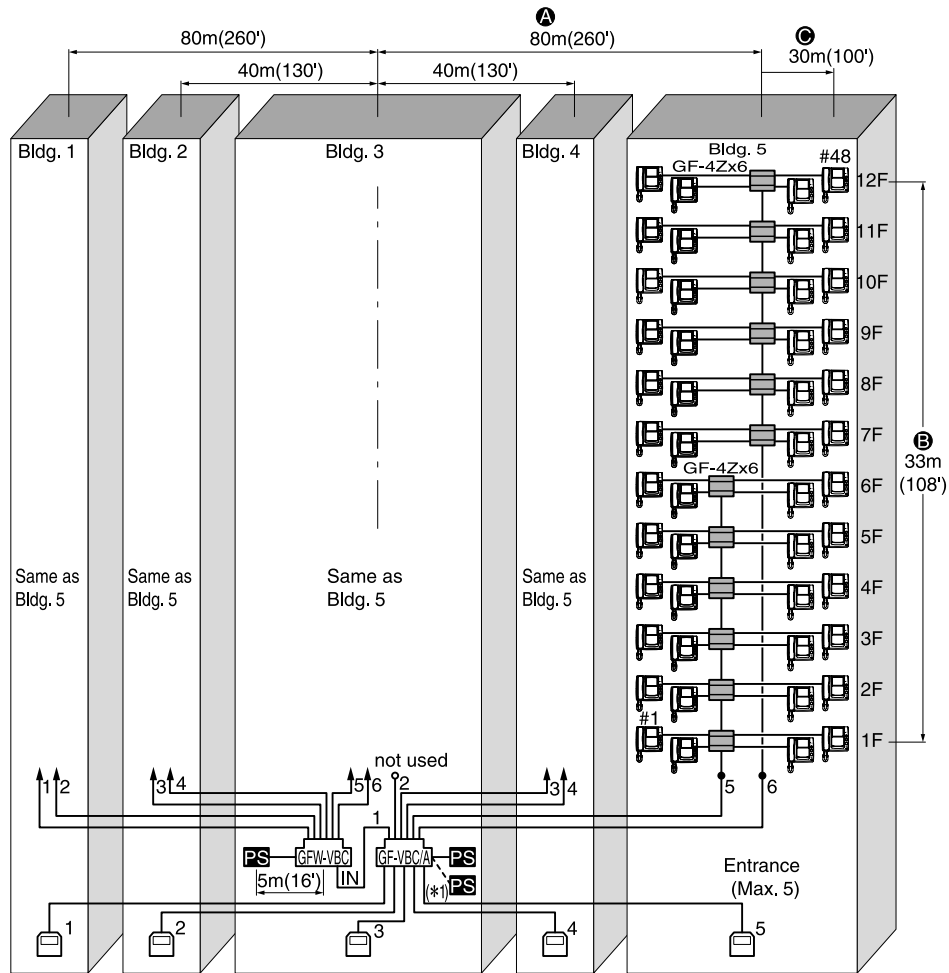 A
80m(260')
80m(260')
C
30m(100')
40m(130')
40m(130')
Bldg. 1
Bldg. 2
Bldg. 3
Bldg. 4
Bldg. 5
GF-4Zx6
#48
12F
11F
10F
9F
8F
7F
B
33m
(108')
GF-4Zx6
6F
5F
4F
3F
2F
#1
1F
Same as
Bldg. 5
Same as
Bldg. 5
Same as
Bldg. 5
Same as
Bldg. 5
not used
1
2
3
4
5
6
2
3
4
5
6
1
PS
GFW-VBC
GF-VBC/A
PS
5m(16')
IN
(*1)
PS
Entrance
(Max. 5)
1
2
3
4
5